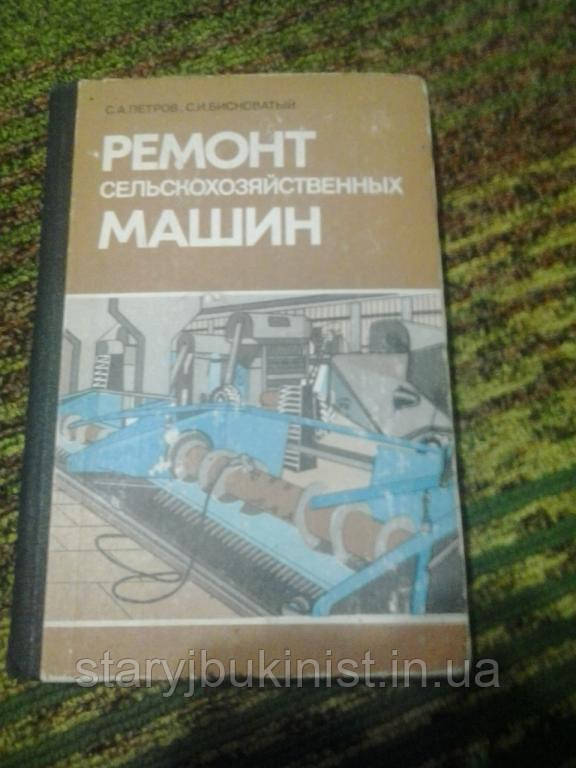 С.А.ПЕТРОВ, С.И.БИСНОВАТЫЙ
РЕМОНТ
СЕЛЬСКОХОЗЯЙСТВЕННЫХ
МАШИН
staryjbukinist.in.ua